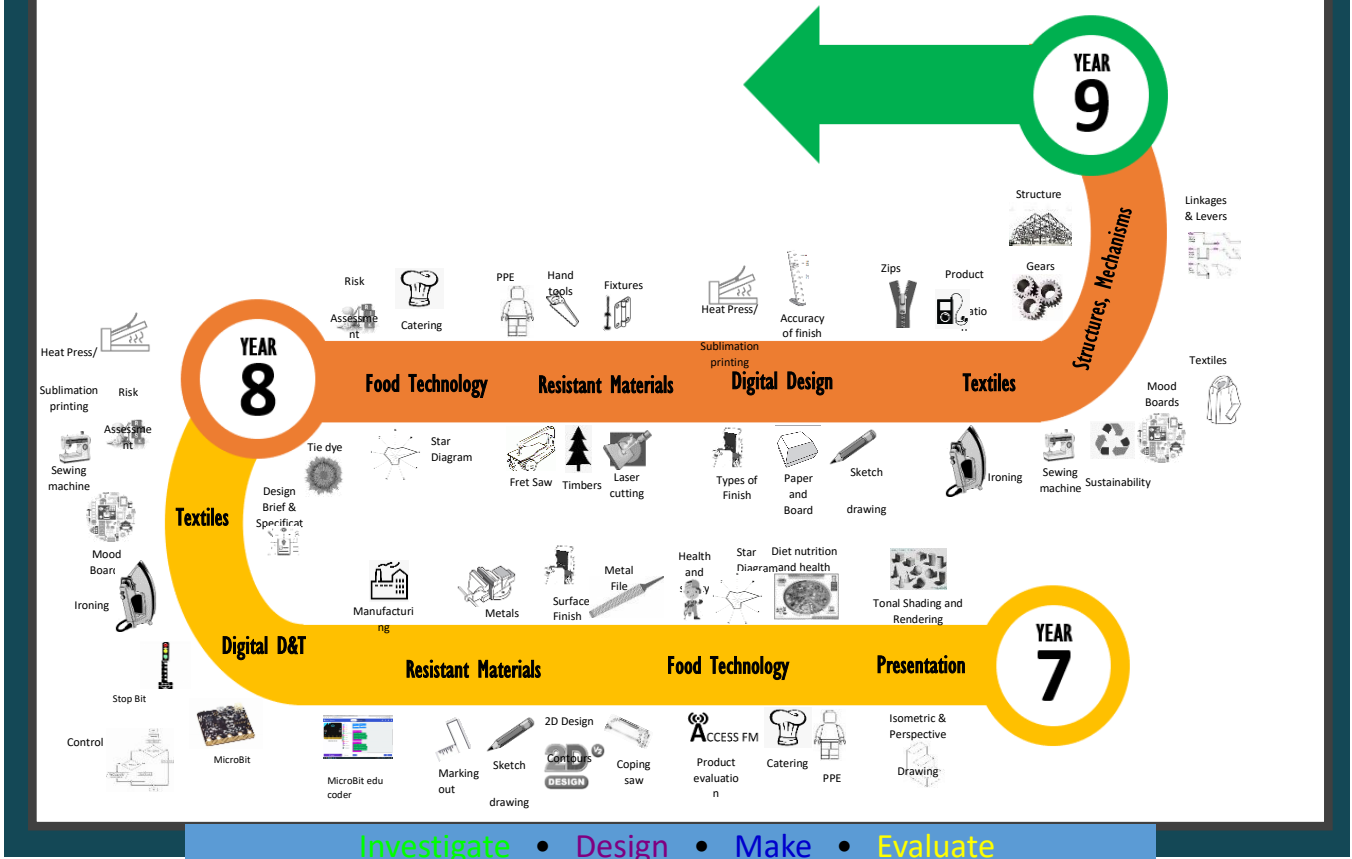 YEAR
9
Structure
Linkages
& Levers
Structures, Mechanisms
Gears
Zips
Product
atio
Risk
Assessme
nt
Catering
PPE
Hand
tools
Fixtures
Heat Press/
Sublimation
printing
Accuracy
of finish
YEAR
8
Food Technology
Resistant Materials
Digital Design
Textiles
Textiles
Mood
Boards
Heat Press/
Sublimation
printing
Risk
Assessme
nt
Sewing
machine
Tie dye
Star
Diagram
Fret Saw
Timbers
Laser
cutting
Types of
Finish
Paper
and
Board
Sketch
drawing
Ironing
Sewing
machine
Sustainability
Design
Brief &
Specificat
Textiles
Mood
Board
Ironing
Manufacturi
ng
Metals
Surface
Finish
Metal
File
Health
and
Star
Diagram
Diet nutrition
and health
Tonal Shading and
Rendering
YEAR
7
Digital D&T
Resistant Materials
Food Technology
Presentation
Stop Bit
Control
MicroBit
MicroBit edu
coder
Marking
out
Sketch
drawing
2D Design
Contours
2D
V2
DESIGN
Coping
saw
ACCESS FM
Product
evaluatio
n
Catering
PPE
Isometric &
Perspective
Drawing
Investigate • Design • Make • Evaluate